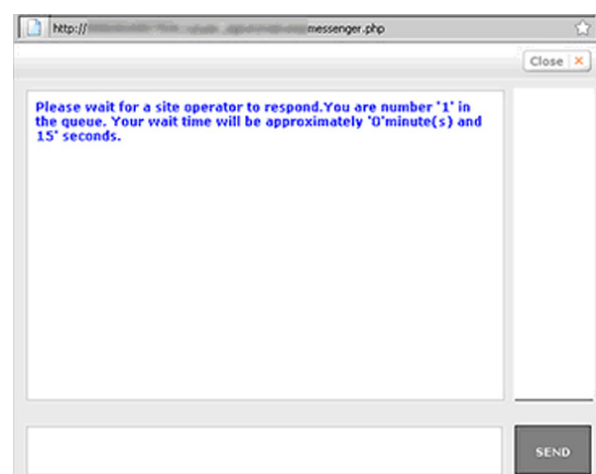 http:// messenger.php
Close ×
Please wait for a site operator to respond.You are number '1' in
the queue. Your wait time will be approximately '0'minute(s) and
15' seconds.
SEND